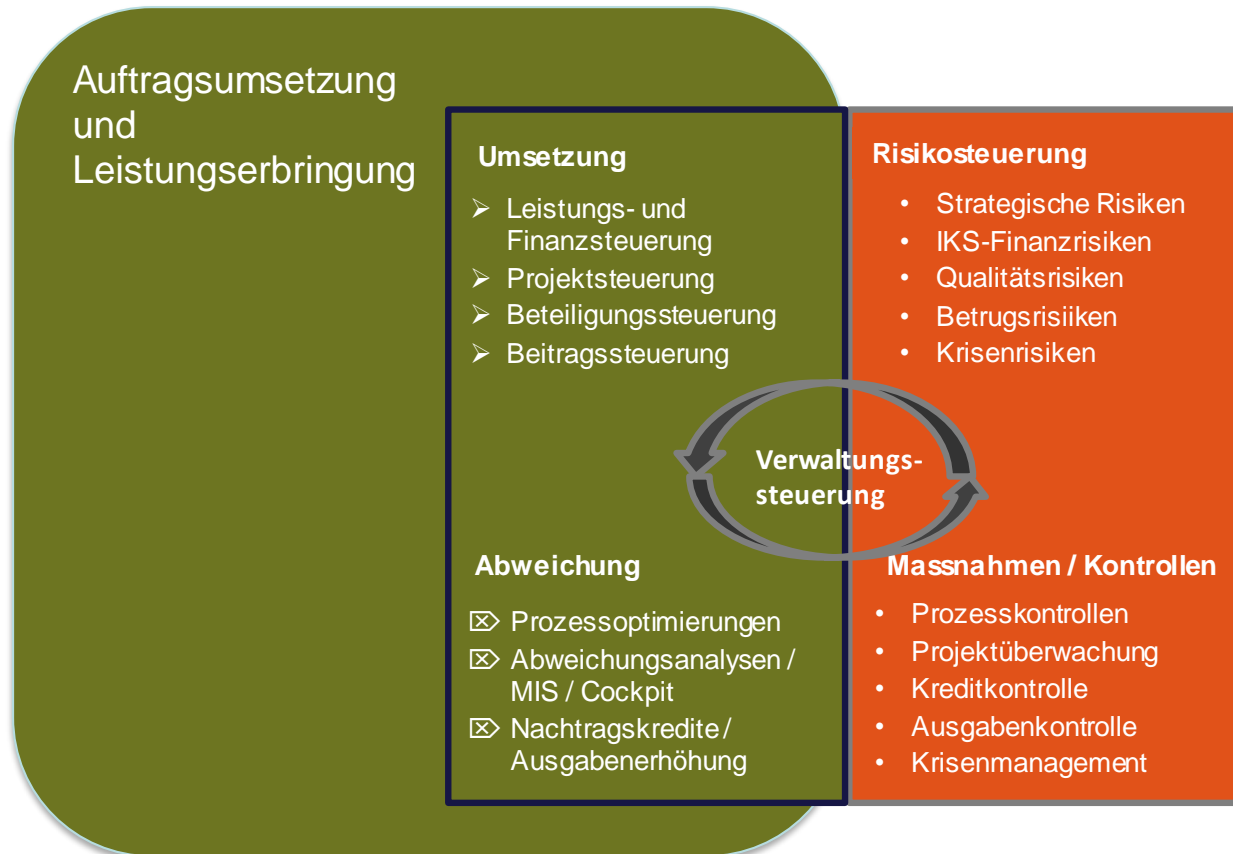 Auftragsumsetzung
und
Leistungserbringung
Umsetzung
Leistungs- und
Finanzsteuerung
Projektsteuerung
Beteiligungssteuerung
Beitragssteuerung
Risikosteuerung
• Strategische Risiken
• IKS-Finanzrisiken
• Qualitätsrisiken
• Betrugsrisiiken
• Krisenrisiken
Verwaltungs-
steuerung
Abweichung
Prozessoptimierungen
Abweichungsanalysen /
MIS / Cockpit
Nachtragskredite /
Ausgabenerhöhung
Massnahmen / Kontrollen
• Prozesskontrollen
• Projektüberwachung
• Kreditkontrolle
• Ausgabenkontrolle
• Krisenmanagement